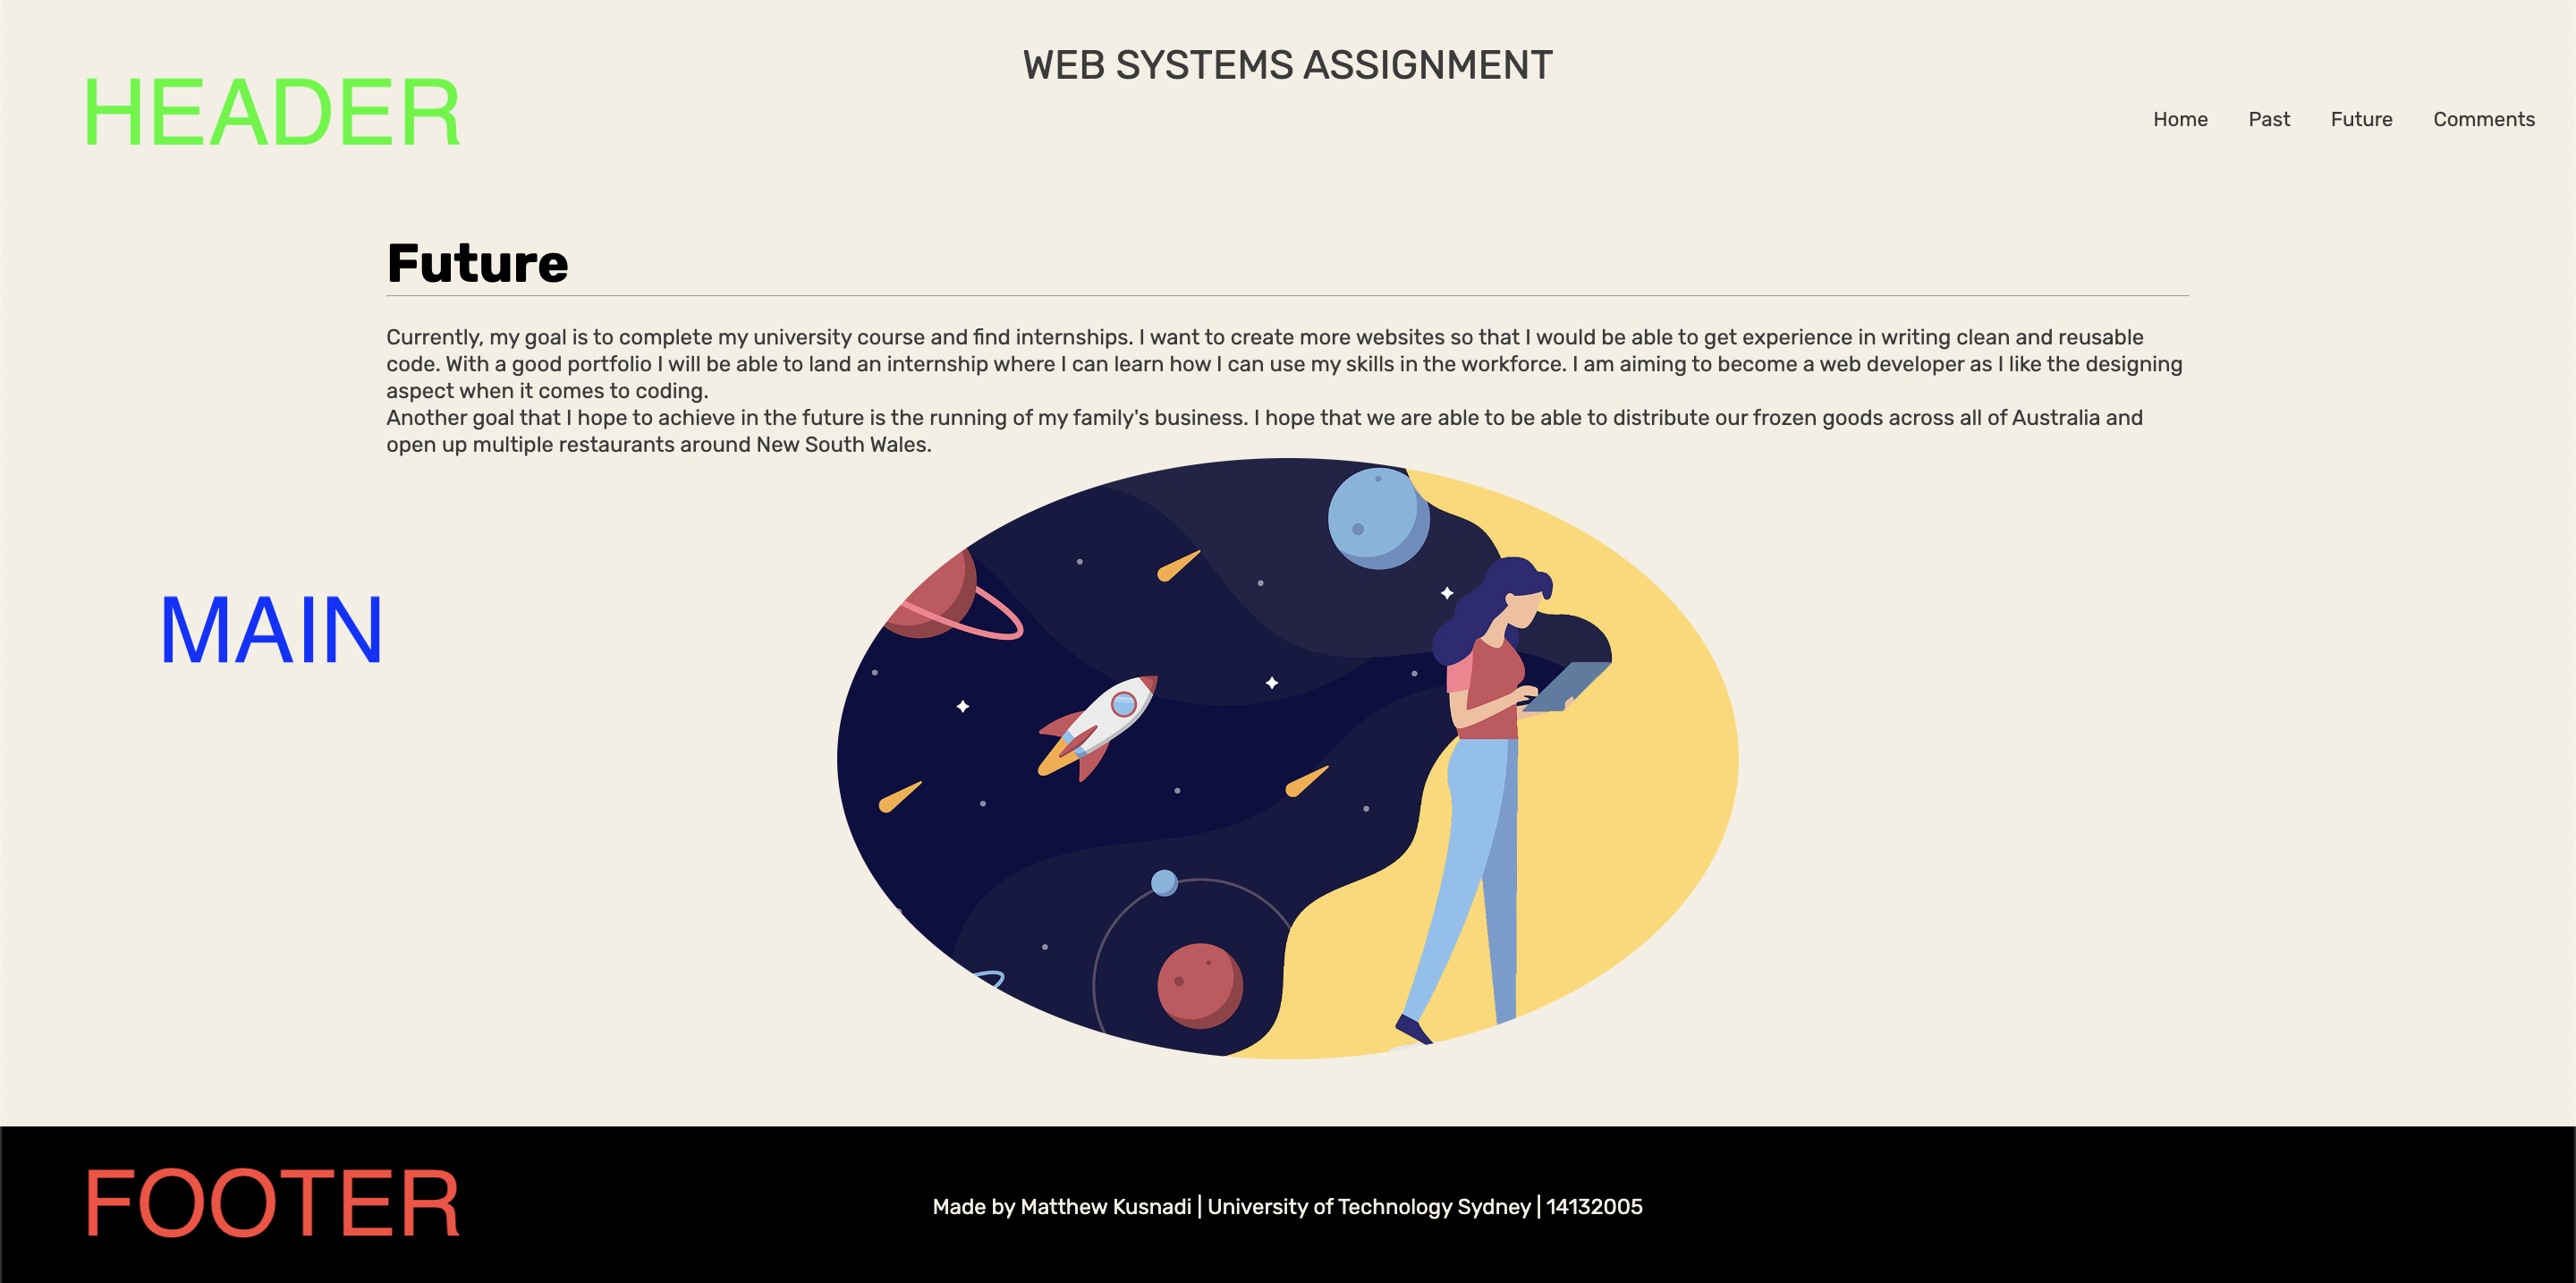 WEB SYSTEMS ASSIGNMENT
HEADER
Home Past Future Comments
Future
Currently, my goal is to complete my university course and find internships. I want to create more websites so that I would be able to get experience in writing clean and reusable
code. With a good portfolio I will be able to land an internship where I can learn how I can use my skills in the workforce. I am aiming to become a web developer as I like the designing
aspect when it comes to coding.
Another goal that I hope to achieve in the future is the running of my family's business. I hope that we are able to be able to distribute our frozen goods across all of Australia and
open up multiple restaurants around New South Wales.
MAIN
FOOTER
Made by Matthew Kusnadi | University of Technology Sydney | 14132005